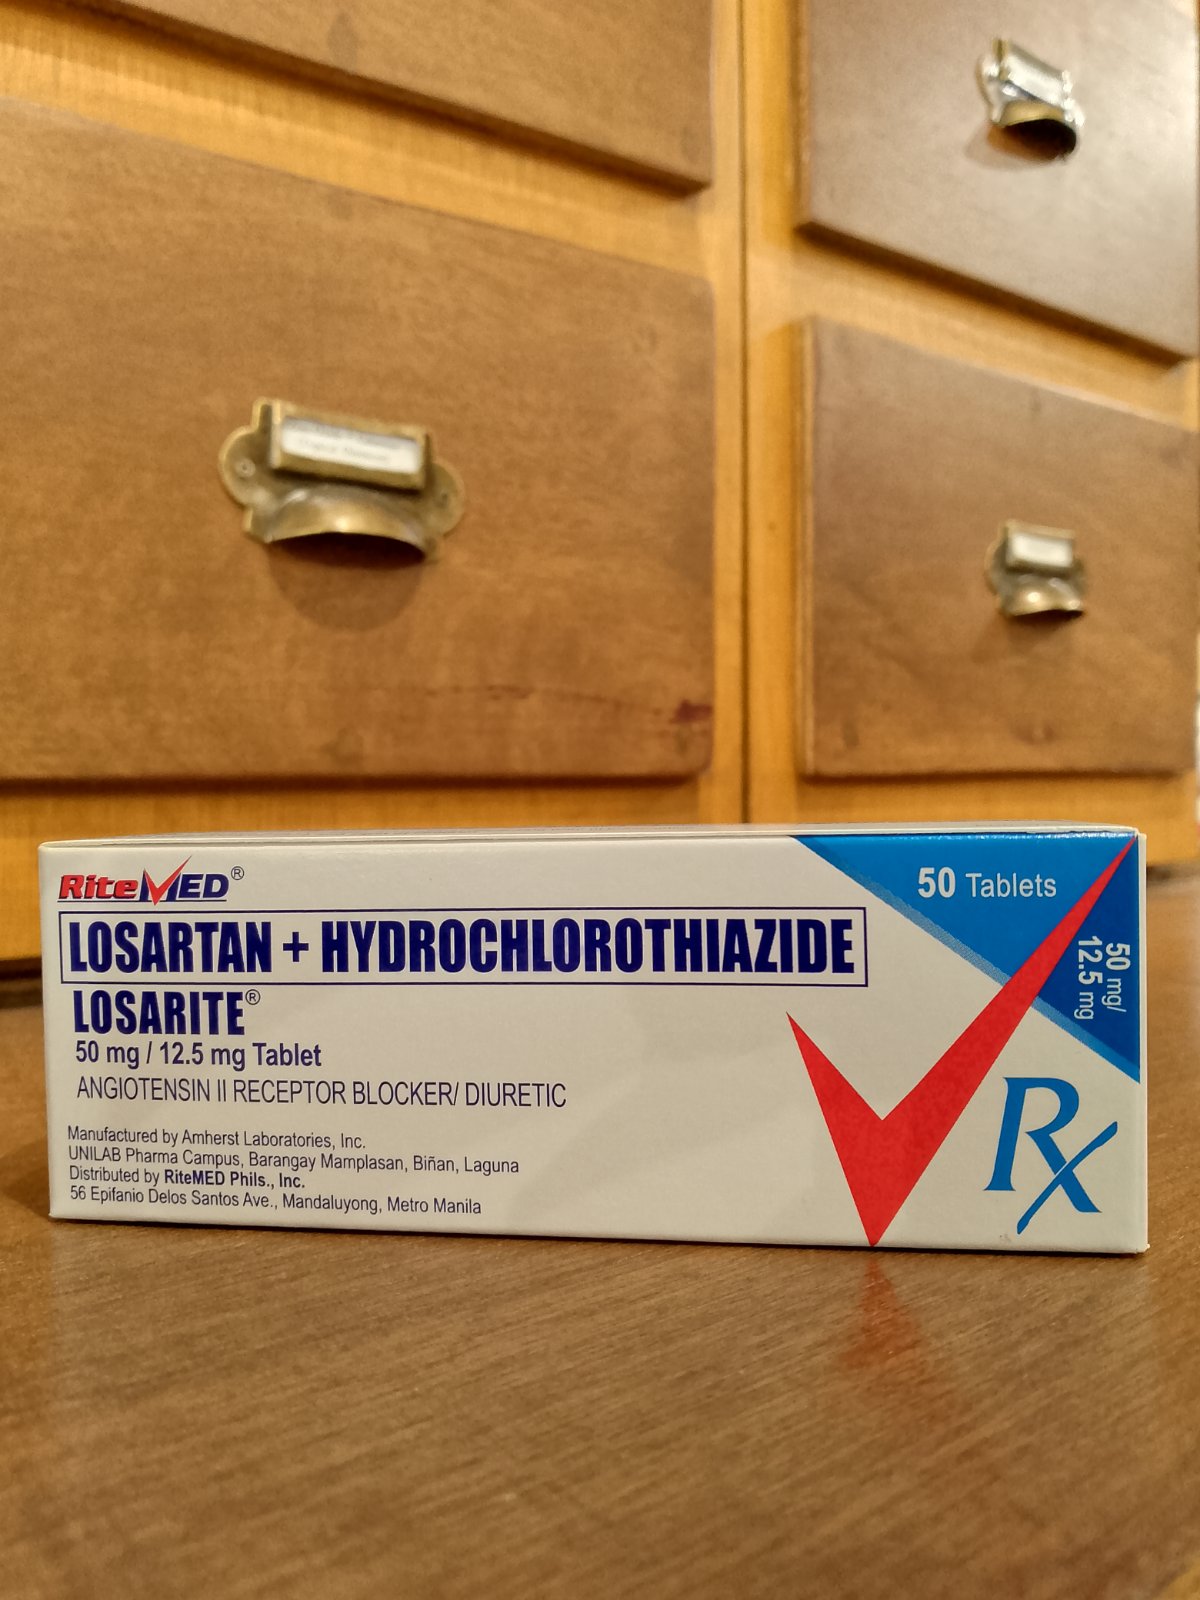 RiteMED®
50 Tablets
LOSARTAN + HYDROCHLOROTHIAZIDE
50 mg/
12.5 mg
LOSARITE®
50 mg / 12.5 mg Tablet
ANGIOTENSIN II RECEPTOR BLOCKER/ DIURETIC
Rx
Manufactured by Amherst Laboratories, Inc.
UNILAB Pharma Campus, Barangay Mamplasan, Biñan, Laguna
Distributed by RiteMED Phils., Inc.
56 Epifanio Delos Santos Ave., Mandaluyong, Metro Manila